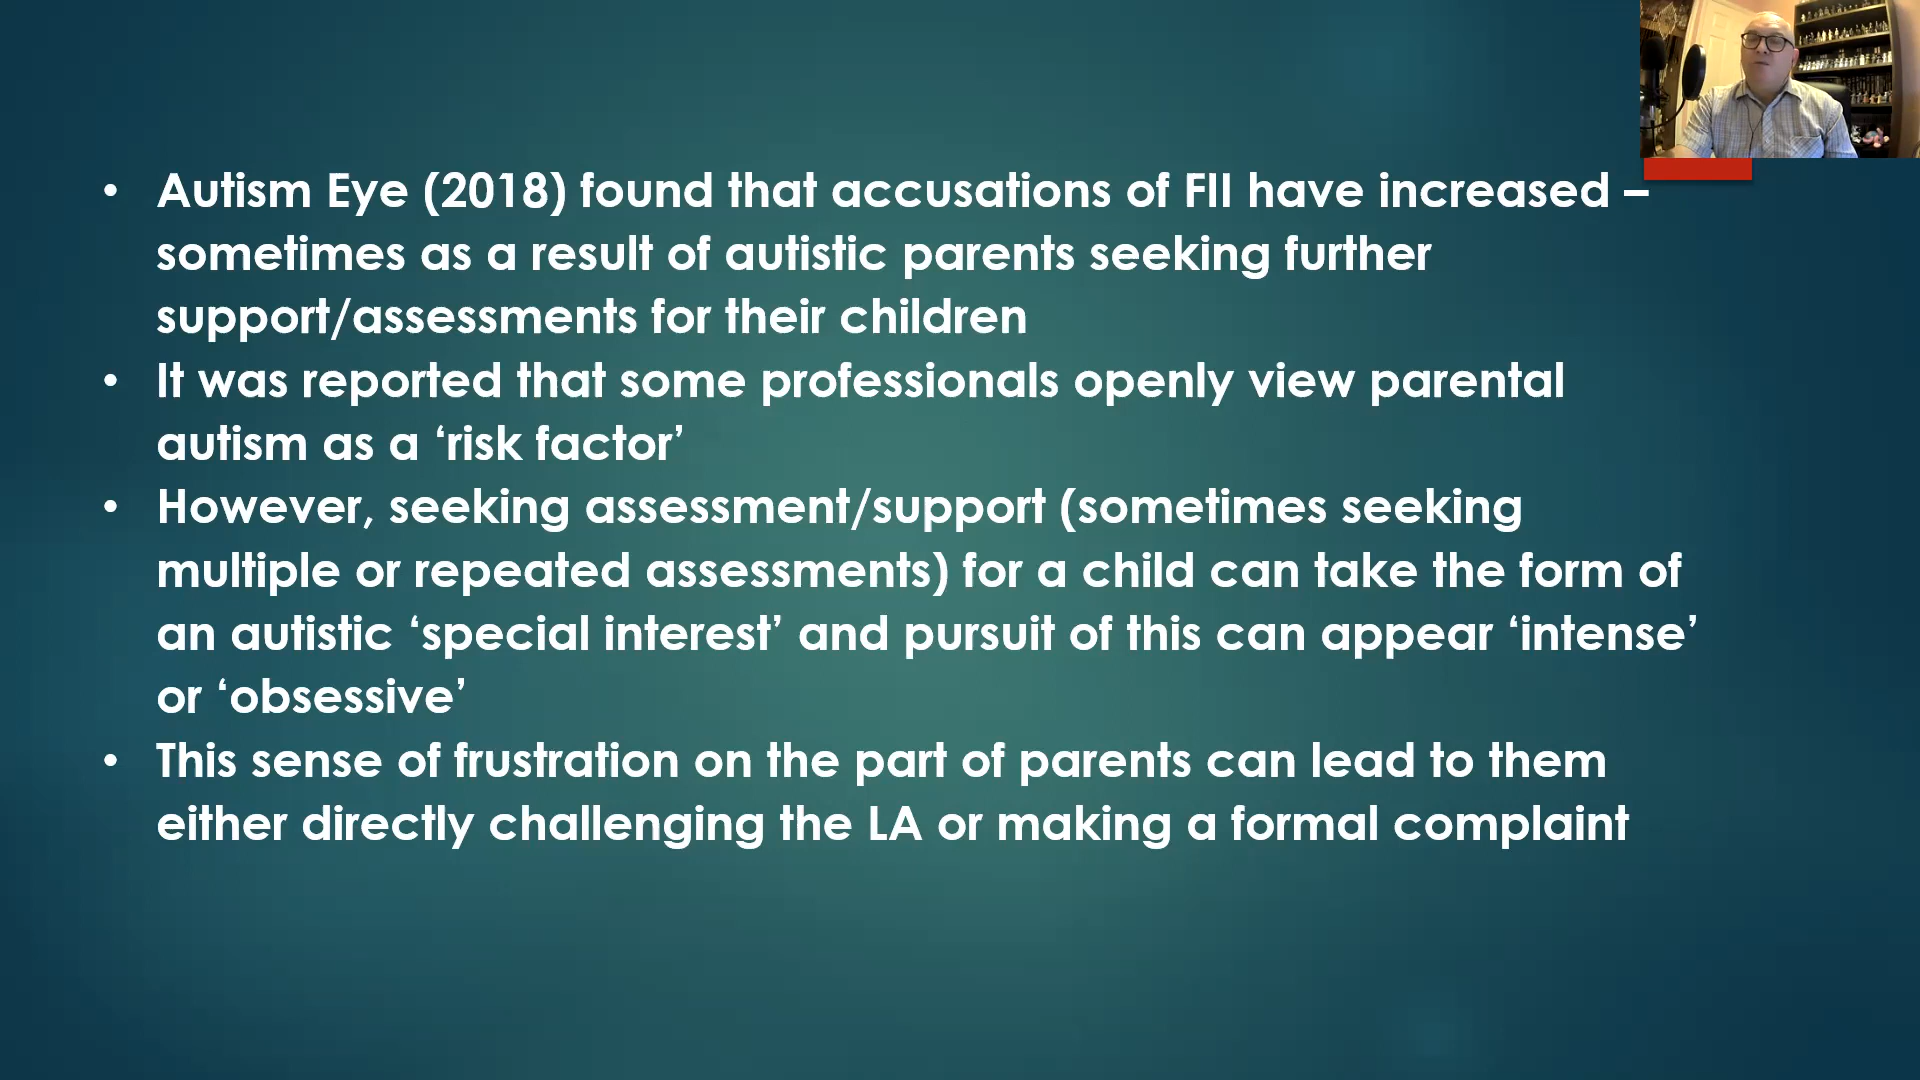 • Autism Eye (2018) found that accusations of FII have increased –
sometimes as a result of autistic parents seeking further
support/assessments for their children
• It was reported that some professionals openly view parental
autism as a ‘risk factor’
• However, seeking assessment/support (sometimes seeking
multiple or repeated assessments) for a child can take the form of
an autistic ‘special interest’ and pursuit of this can appear ‘intense’
or ‘obsessive’
• This sense of frustration on the part of parents can lead to them
either directly challenging the LA or making a formal complaint